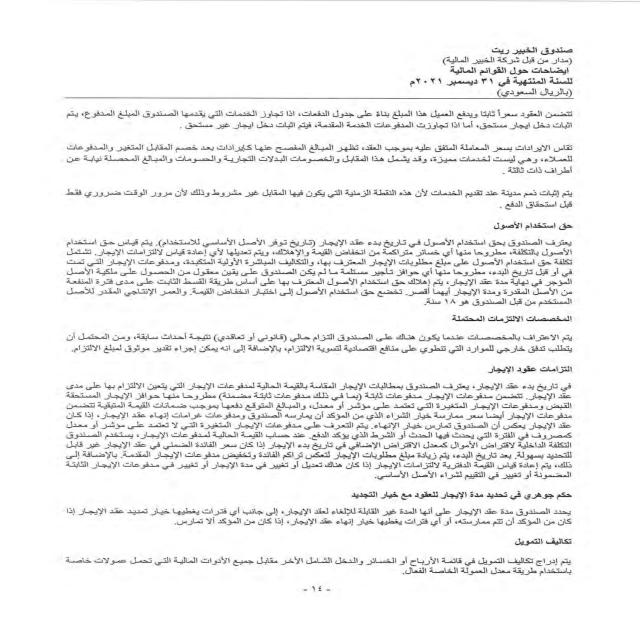 صندوق الخبير ريت
(مدار من قبل شركة الخبير المالية)
إيضاحات حول القوائم المالية
للسنة المنتهية في ٣١ ديسمبر ٢٠٢١م
(بالريال السعودي)
تتضمن العقود سعراً ثابتا ويدفع العميل هذا المبلغ بناءً على جدول الدفعات، اذا تجاوز الخدمات التي يقدمها الصندوق المبلغ المدفوع، يتم
اثبات دخل ايجار مستحق، أما اذا تجاوزت المدفوعات الخدمة المقدمة، فيتم اثبات دخل ايجار غير مستحق .
تقاس الايرادات بسعر المعاملة المتفق عليه بموجب العقد، تظهر المبالغ المفصح عنها كإيرادات بعد خصم المقابل المتغير والمدفوعات
للعملاء، وهي ليست لخدمات مميزة، وقد يشمل هذا المقابل والخصومات البدلات التجارية والحسومات والمبالغ المحصلة نيابة عن
أطراف ذات ثالثة .
يتم إثبات ذمم مدينة عند تقديم الخدمات لأن هذه النقطة الزمنية التي يكون فيها المقابل غير مشروط وذلك لأن مرور الوقت ضروري فقط
قبل استحقاق الدفع .
حق استخدام الأصول
يعترف الصندوق بحق استخدام الأصول في تاريخ بدء عقد الإيجار (تاريخ توفر الأصل الأساسي للاستخدام). يتم قياس حق استخدام
الأصول بالتكلفة، مطروحا منها أي خسائر متراكمة من انخفاض القيمة والإهلاك، ويتم تعديلها لأي إعادة قياس لالتزامات الإيجار. تشتمل
تكلفة حق استخدام الأصول على مبلغ مطلوبات الإيجار المعترف بها، والتكاليف المباشرة الأولية المتكبدة، ومدفوعات الإيجار التي تمت
في أو قبل تاريخ البدء، مطروحا منها أي حوافز تأجير مستلمة ما لم يكن الصندوق على يقين معقول من الحصول على ملكية الأصل
المؤجر في نهاية مدة عقد الإيجار، يتم إهلاك حق استخدام الأصول المعترف بها على أساس طريقة القسط الثابت على مدى فترة المنفعة
من الأصل المقدرة ومدة الإيجار أيهما أقصر. تخضع حق استخدام الأصول إلى اختبار انخفاض القيمة. والعمر الإنتاجي المقدر للأصل
المستخدم من قبل الصندوق هو ١٨ سنة.
المخصصات الالتزمات المحتملة
يتم الاعتراف بالمخصصات عندما يكون هناك على الصندوق التزام حالي (قانوني أو تعاقدي) نتيجة أحداث سابقة، ومن المحتمل أن
يتطلب تدفق خارجي للموارد التي تنطوي على منافع اقتصادية لتسوية الالتزام، بالإضافة إلى انه يمكن إجراء تقدير موثوق لمبلغ الالتزام.
التزامات عقود الإيجار
في تاريخ بدء عقد الإيجار، يعترف الصندوق بمطالبات الإيجار المقاسة بالقيمة الحالية لمدفوعات الإيجار التي يتعين الالتزام بها على مدى
عقد الإيجار. تتضمن مدفوعات الإيجار مدفوعات ثابتة (بما في ذلك مدفوعات ثابتة مضمنة) مطروحا منها حوافز الإيجار المستحقة
القبض ومدفوعات الإيجار المتغيرة التي تعتمد على مؤشر أو معدل، والمبالغ المتوقع دفعها بموجب ضمانات القيمة المتبقية تتضمن
مدفوعات الإيجار أيضا سعر ممارسة خيار الشراء الذي من المؤكد أن يمارسه الصندوق ومدفوعات غرامات إنهاء عقد الإيجار، إذا كان
عقد الإيجار يعكس أن الصندوق تمارس خيار الإنهاء. يتم التعرف على مدفوعات الإيجار المتغيرة التي لا تعتمد على مؤشر أو معدل
كمصروف في الفترة التي يحدث فيها الحدث أو الشرط الذي يؤكد الدفع. عند حساب القيمة الحالية لمدفوعات الإيجار، يستخدم الصندوق
التكلفة الداخلية لاقتراض الأموال كمعدل الاقتراض الإضافي في تاريخ بدء عقد الإيجار إذا كان سعر الفائدة الضمني في عقد الإيجار غير قابل
للتحديد بسهولة. بعد تاريخ البدء، يتم زيادة مبلغ مطلوبات الإيجار لتعكس تراكم الفائدة وتخفيض مدفوعات الإيجار المقدمة. بالإضافة إلى
ذلك، يتم إعادة قياس القيمة الدفترية لالتزامات الإيجار إذا كان هناك تعديل أو تغيير في مدة الإيجار أو تغيير في مدفوعات الإيجار الثابتة
المضمونة أو تغيير في التقييم لشراء الأصل الأساسي.
حكم جوهري في تحديد مدة الإيجار للعقود مع خيار التجديد
يحدد الصندوق مدة عقد الإيجار على أنها المدة غير القابلة للإلغاء لعقد الإيجار، إلى جانب أي فترات يغطيها خيار تمديد عقد الإيجار إذا
كان من المؤكد أن تتم ممارسته، أو أي فترات يغطيها خيار إنهاء عقد الإيجار، إذا كان من المؤكد ألا تمارس.
تكاليف التمويل
يتم إدراج تكاليف التمويل في قائمة الأرباح أو الخسائر والدخل الشامل الآخر مقابل جميع الأدوات المالية التي تحمل عمولات خاصة
باستخدام طريقة معدل العمولة الخاصة الفعال.
- ١٤ -